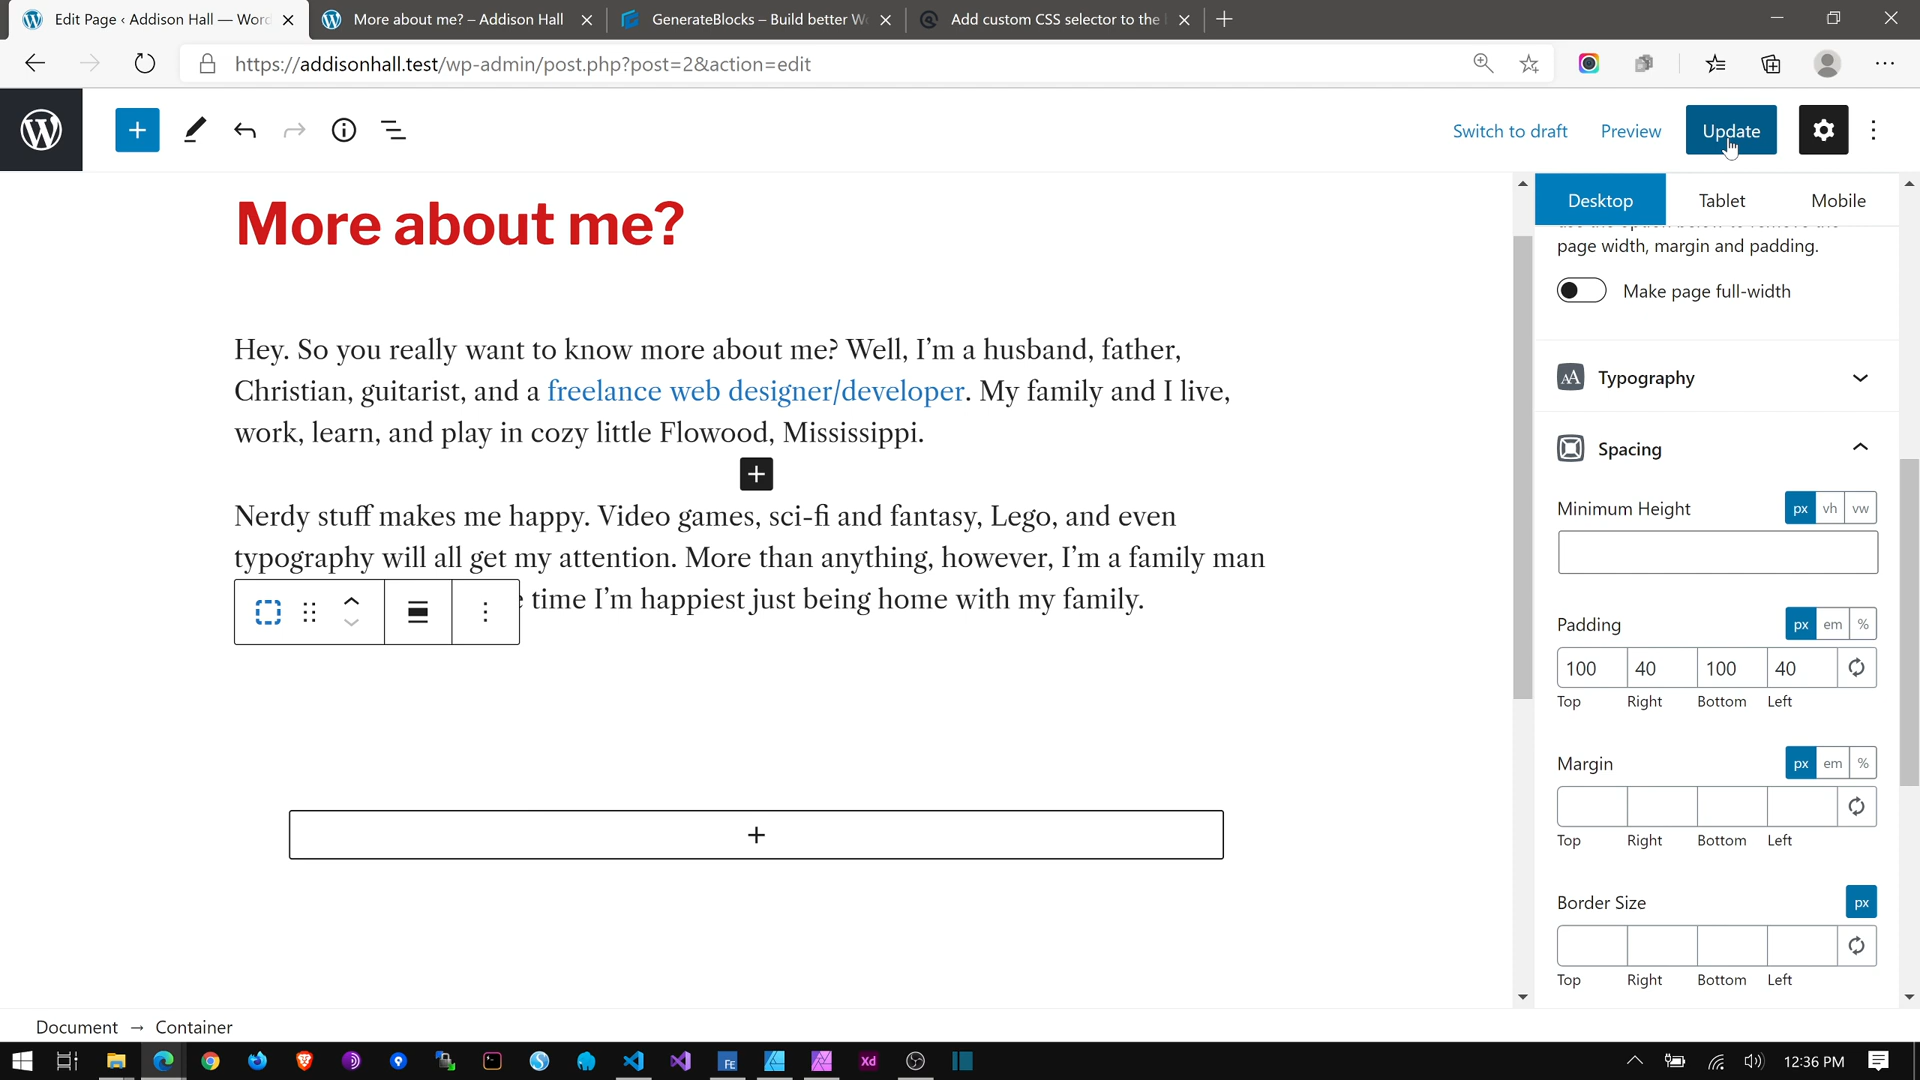 Edit Page ‹ Addison Hall — Word
More about me? – Addison Hall
GenerateBlocks – Build better W
Add custom CSS selector to the
https://addisonhall.test/wp-admin/post.php?post=2&action=edit
Switch to draft
Preview
Update
Desktop
Tablet
Mobile
page width, margin and padding.
Make page full-width
More about me?
Hey. So you really want to know more about me? Well, I’m a husband, father,
Christian, guitarist, and a freelance web designer/developer. My family and I live,
work, learn, and play in cozy little Flowood, Mississippi.
Nerdy stuff makes me happy. Video games, sci-fi and fantasy, Lego, and even
typography will all get my attention. More than anything, however, I’m a family man
time I’m happiest just being home with my family.
AA Typography
Spacing
Minimum Height px vh vw
Padding px em %
100 40 100 40
Top Right Bottom Left
Margin px em %
Top Right Bottom Left
Border Size px
Top Right Bottom Left
Document → Container
FE
Xd
12:36 PM